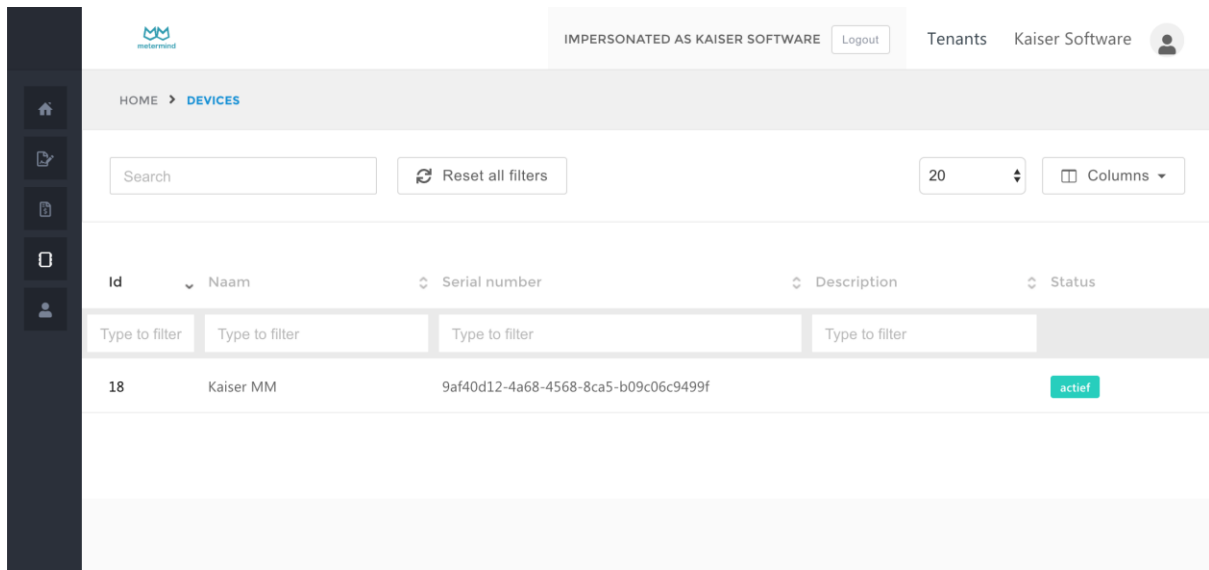 MM
metermind
IMPERSONATED AS KAISER SOFTWARE Logout Tenants Kaiser Software
HOME > DEVICES
Search Reset all filters 20 Columns
Id Naam Serial number Description Status
Type to filter Type to filter Type to filter Type to filter
18 Kaiser MM 9af40d12-4a68-4568-8ca5-b09c06c9499f actief